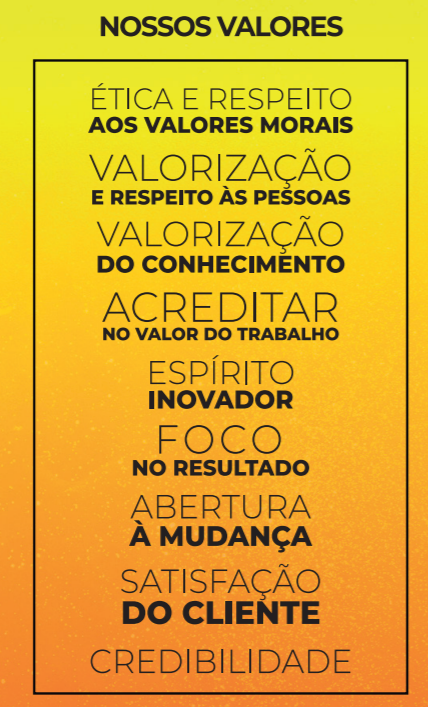 NOSSOS VALORES
ÉTICA E RESPEITO
AOS VALORES MORAIS
VALORIZAÇÃO
E RESPEITO ÀS PESSOAS
VALORIZAÇÃO
DO CONHECIMENTO
ACREDITAR
NO VALOR DO TRABALHO
ESPÍRITO
INOVADOR
FOCO
NO RESULTADO
ABERTURA
À MUDANÇA
SATISFAÇÃO
DO CLIENTE
CREDIBILIDADE